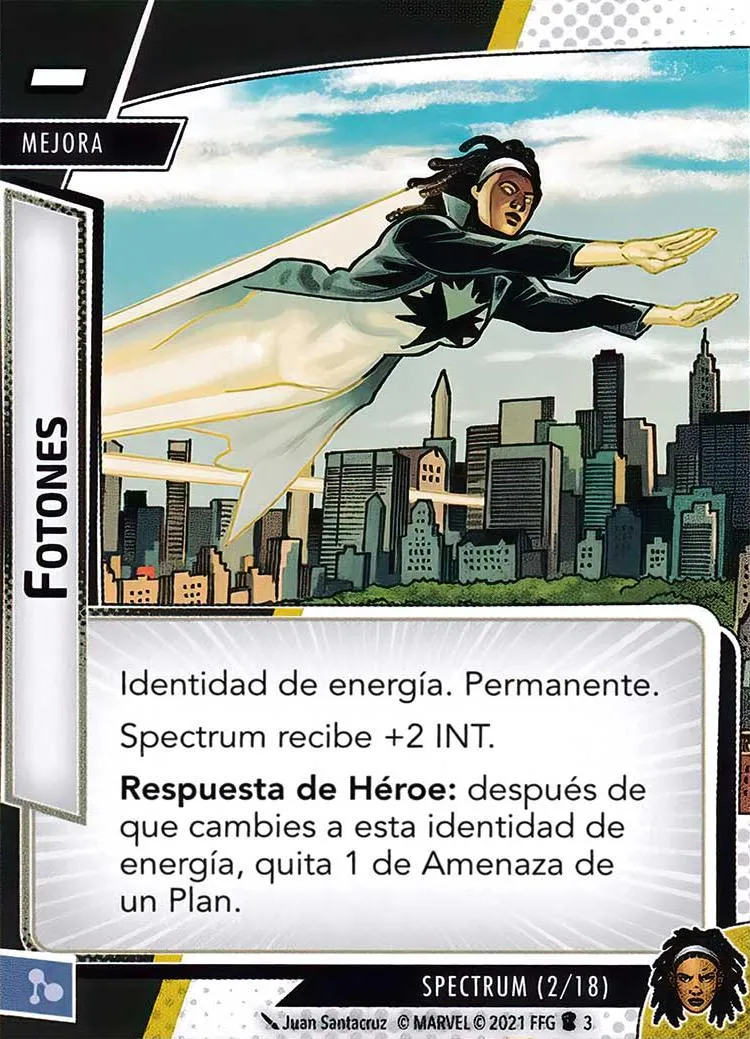 MEJORA
FOTONES
Identidad de energía. Permanente.
Spectrum recibe +2 INT.
Respuesta de Héroe: después de
que cambies a esta identidad de
energía, quita 1 de Amenaza de
un Plan.
SPECTRUM (2/18)
Juan Santacruz © MARVEL © 2021 FFG 3